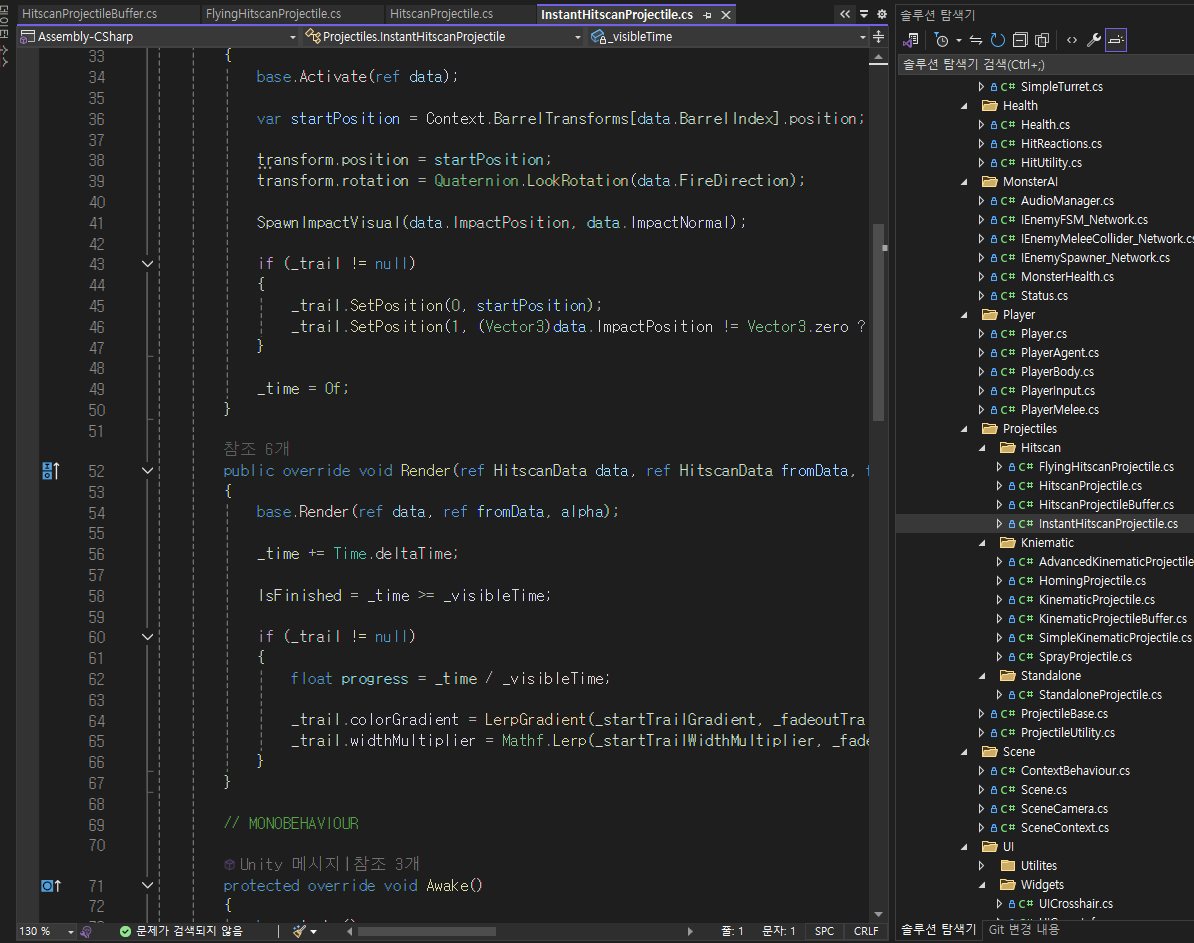 HitscanProjectileBuffer.cs
FlyingHitscanProjectile.cs
HitscanProjectile.cs
InstantHitscanProjectile.cs
Assembly-CSharp
Projectiles.InstantHitscanProjectile
_visibleTime
33 {
34 base.Activate(ref data);
35
36 var startPosition = Context.BarrelTransforms[data.BarrelIndex].position;
37
38 transform.position = startPosition;
39 transform.rotation = Quaternion.LookRotation(data.FireDirection);
40
41 SpawnImpactVisual(data.ImpactPosition, data.ImpactNormal);
42
43 if (_trail != null)
44 {
45 _trail.SetPosition(0, startPosition);
46 _trail.SetPosition(1, (Vector3)data.ImpactPosition != Vector3.zero ?
47 }
48
49 _time = 0f;
50 }
51
참조 6개
52 public override void Render(ref HitscanData data, ref HitscanData fromData, f
53 {
54 base.Render(ref data, ref fromData, alpha);
55
56 _time += Time.deltaTime;
57
58 IsFinished = _time >= _visibleTime;
59
60 if (_trail != null)
61 {
62 float progress = _time / _visibleTime;
63
64 _trail.colorGradient = LerpGradient(_startTrailGradient, _fadeoutTra
65 _trail.widthMultiplier = Mathf.Lerp(_startTrailWidthMultiplier, _fade
66 }
67 }
68
69 // MONOBEHAVIOUR
70
Unity 메시지|참조 3개
71 protected override void Awake()
72 {
130 %
문제가 검색되지 않음
줄: 1
문자: 1
SPC
CRLF
솔루션 탐색기
솔루션 탐색기 검색(Ctrl+;)
C# SimpleTurret.cs
Health
C# Health.cs
C# HitReactions.cs
C# HitUtility.cs
MonsterAI
C# AudioManager.cs
C# IEnemyFSM_Network.cs
C# IEnemyMeleeCollider_Network.cs
C# IEnemySpawner_Network.cs
C# MonsterHealth.cs
C# Status.cs
Player
C# Player.cs
C# PlayerAgent.cs
C# PlayerBody.cs
C# PlayerInput.cs
C# PlayerMelee.cs
Projectiles
Hitscan
C# FlyingHitscanProjectile.cs
C# HitscanProjectile.cs
C# HitscanProjectileBuffer.cs
C# InstantHitscanProjectile.cs
Kniematic
C# AdvancedKinematicProjectile
C# HomingProjectile.cs
C# KinematicProjectile.cs
C# KinematicProjectileBuffer.cs
C# SimpleKinematicProjectile.cs
C# SprayProjectile.cs
Standalone
C# StandaloneProjectile.cs
C# ProjectileBase.cs
C# ProjectileUtility.cs
Scene
C# ContextBehaviour.cs
C# Scene.cs
C# SceneCamera.cs
C# SceneContext.cs
UI
Utilites
Widgets
C# UICrosshair.cs
솔루션 탐색기
Git 변경 내용